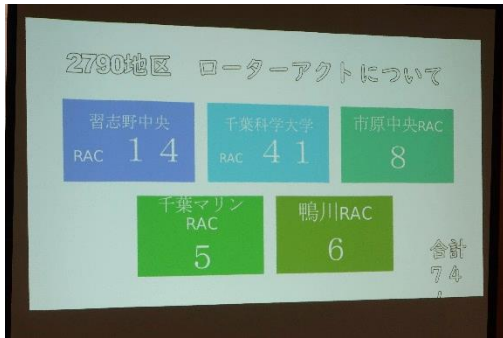 2790地区 ローターアクトについて
習志野中央
RAC 14
千葉科学大学
RAC 41
市原中央RAC
8
千葉マリン
RAC
5
鴨川RAC
6
合計
74